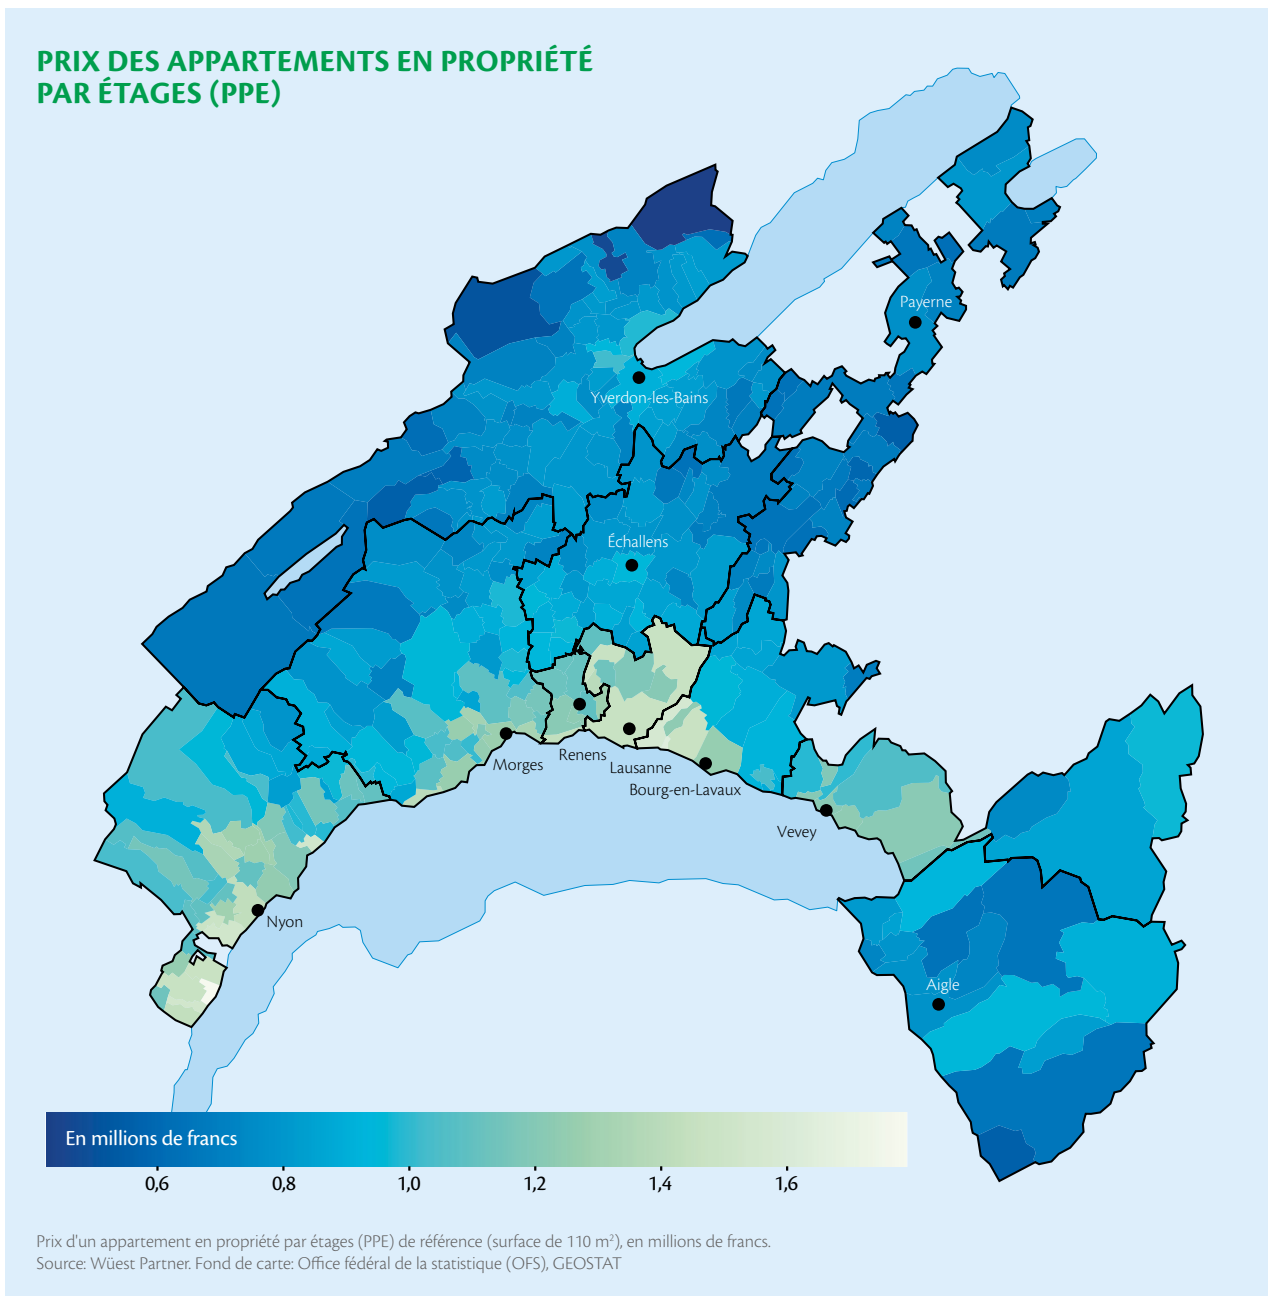 PRIX DES APPARTEMENTS EN PROPRIÉTÉ
PAR ÉTAGES (PPE)
Payerne
Yverdon-les-Bains
Échallens
Morges
Renens
Lausanne
Bourg-en-Lavaux
Vevey
Nyon
Aigle
En millions de francs
0,6 0,8 1,0 1,2 1,4 1,6
Prix d'un appartement en propriété par étages (PPE) de référence (surface de 110 m²), en millions de francs.
Source: Wüest Partner. Fond de carte: Office fédéral de la statistique (OFS), GEOSTAT